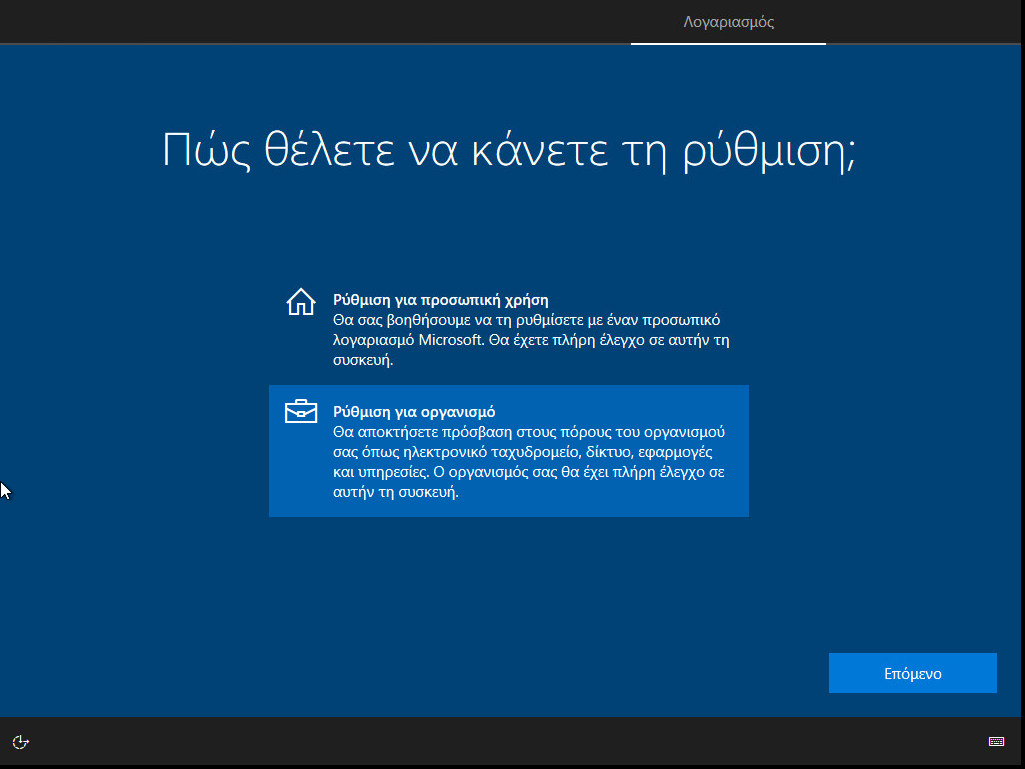 Λογαριασμός
Πώς θέλετε να κάνετε τη ρύθμιση;
Ρύθμιση για προσωπική χρήση
Θα σας βοηθήσουμε να τη ρυθμίσετε με έναν προσωπικό
λογαριασμό Microsoft. Θα έχετε πλήρη έλεγχο σε αυτήν τη
συσκευή.
Ρύθμιση για οργανισμό
Θα αποκτήσετε πρόσβαση στους πόρους του οργανισμού
σας όπως ηλεκτρονικό ταχυδρομείο, δίκτυο, εφαρμογές
και υπηρεσίες. Ο οργανισμός σας θα έχει πλήρη έλεγχο σε
αυτήν τη συσκευή.
Επόμενο